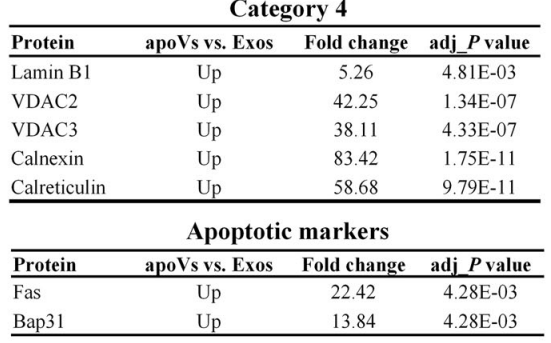 Category 4
Protein apoVs vs. Exos Fold change adj_P value
Lamin B1 Up 5.26 4.81E-03
VDAC2 Up 42.25 1.34E-07
VDAC3 Up 38.11 4.33E-07
Calnexin Up 83.42 1.75E-11
Calreticulin Up 58.68 9.79E-11
Apoptotic markers
Protein apoVs vs. Exos Fold change adj_P value
Fas Up 22.42 4.28E-03
Bap31 Up 13.84 4.28E-03